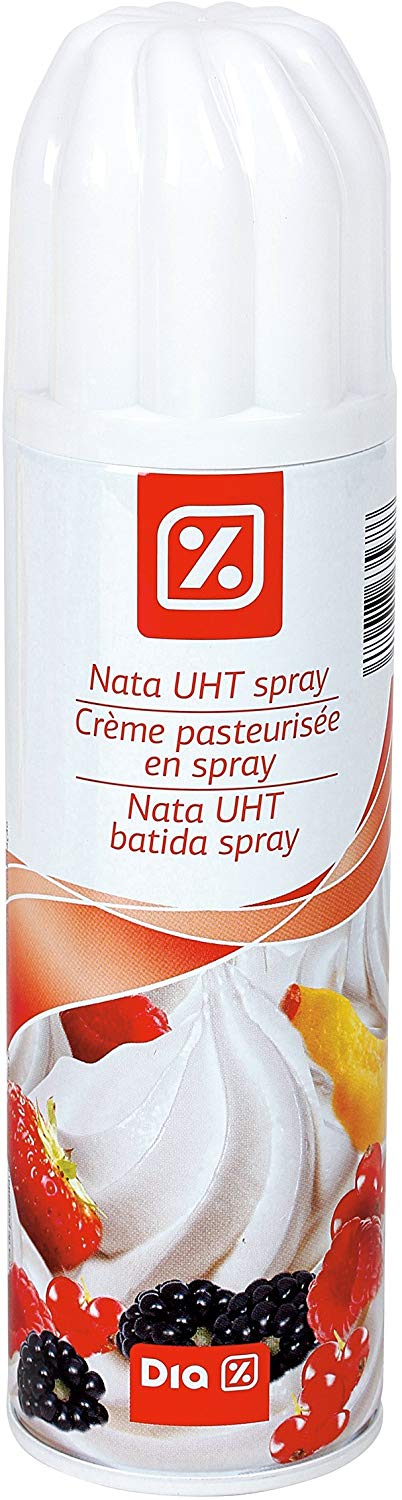 %
Nata UHT spray
Crème pasteurisée
en spray
Nata UHT
batida spray
Dia %